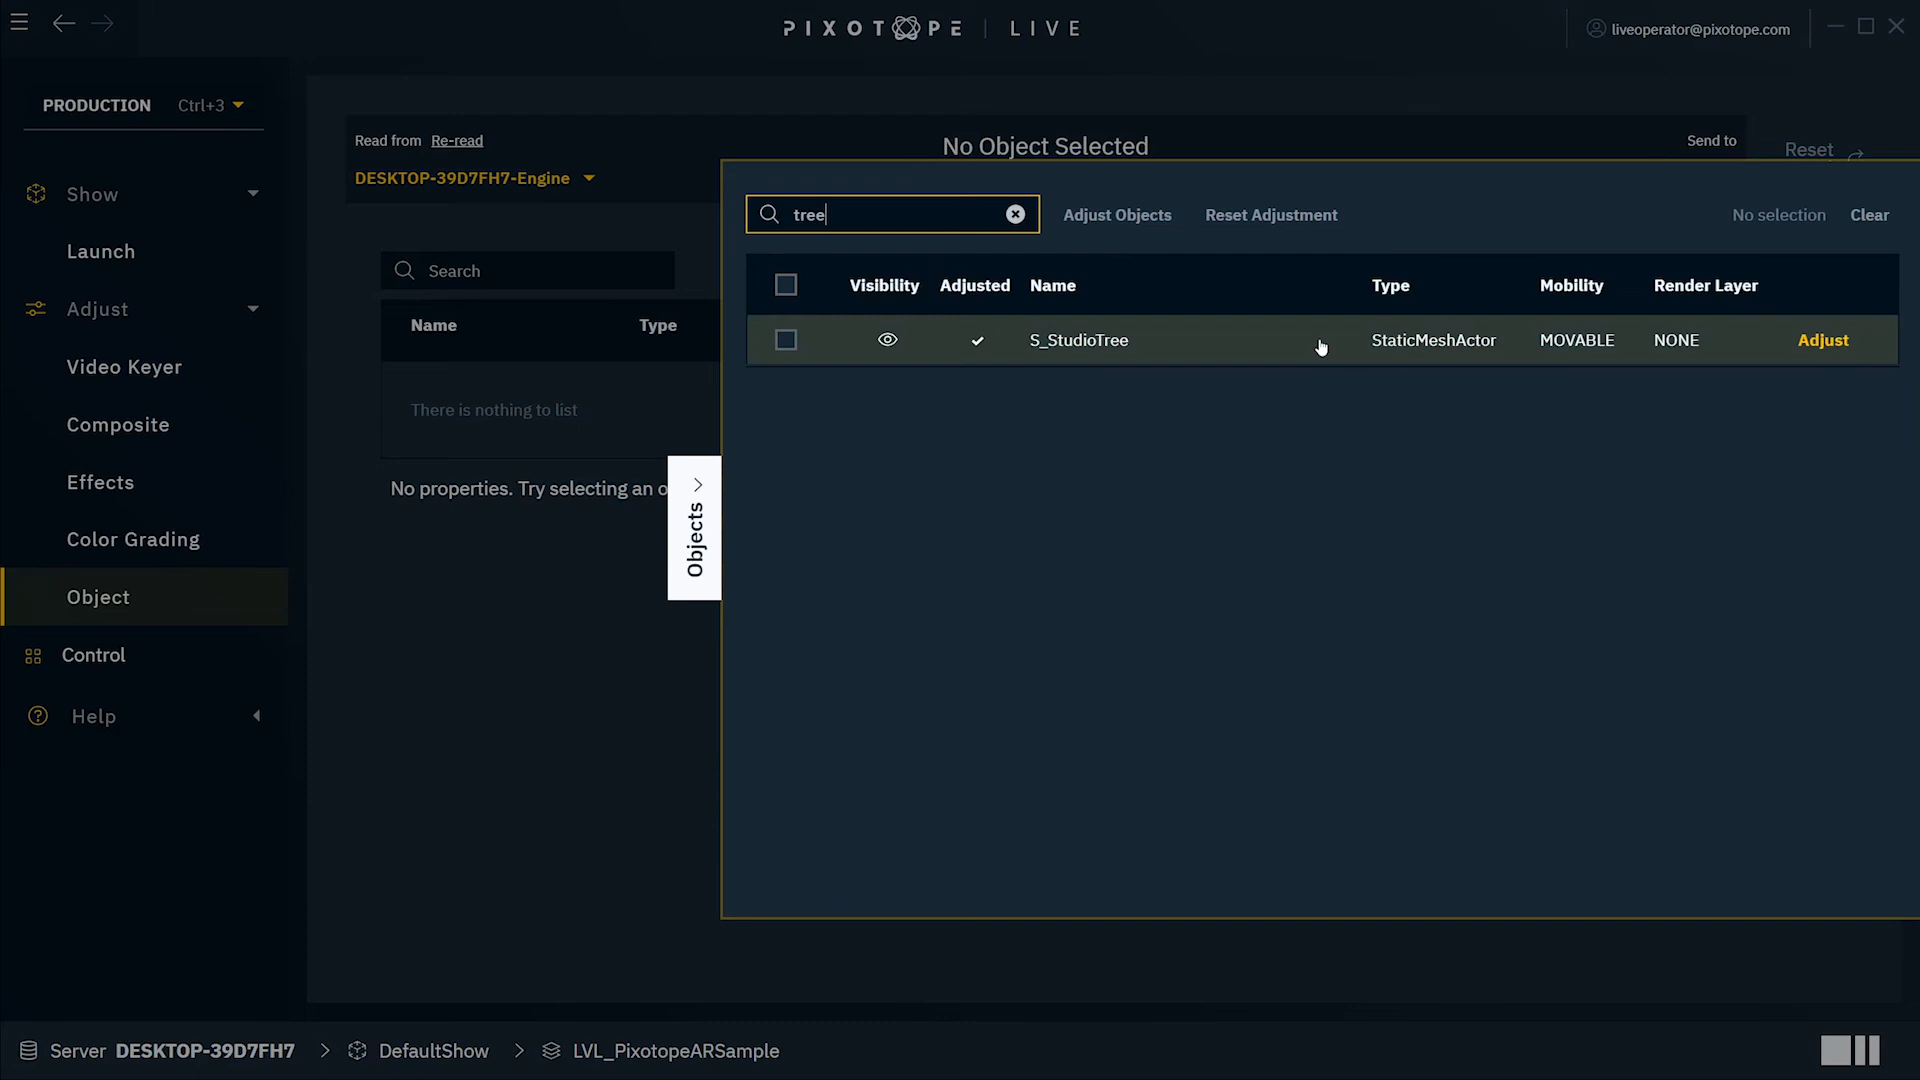 PIXOTOPE | LIVE
liveoperator@pixotope.com
PRODUCTION Ctrl+3
Show
Launch
Adjust
Video Keyer
Composite
Effects
Color Grading
Object
Control
Help
Read from Re-read
DESKTOP-39D7FH7-Engine
No Object Selected
Send to
Reset
Search
Name Type
There is nothing to list
No properties. Try selecting an o
Objects
tree
Adjust Objects
Reset Adjustment
No selection
Clear
Visibility Adjusted Name Type Mobility Render Layer
S_StudioTree StaticMeshActor MOVABLE NONE Adjust
Server DESKTOP-39D7FH7 > DefaultShow > LVL_PixotopeARSample